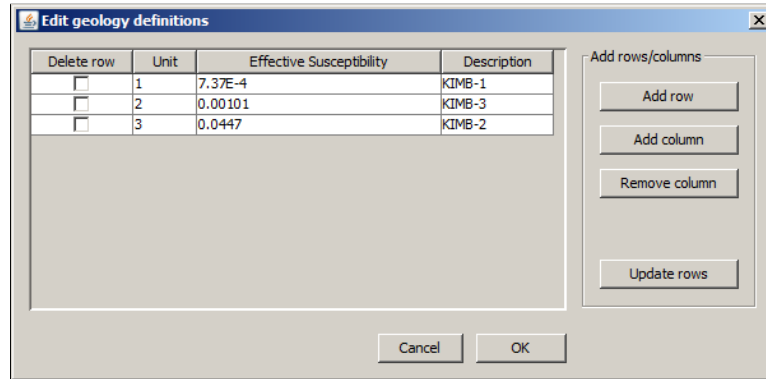 Edit geology definitions
Delete row Unit Effective Susceptibility Description
1 7.37E-4 KIMB-1
2 0.00101 KIMB-3
3 0.0447 KIMB-2
Add rows/columns
Add row
Add column
Remove column
Update rows
Cancel OK